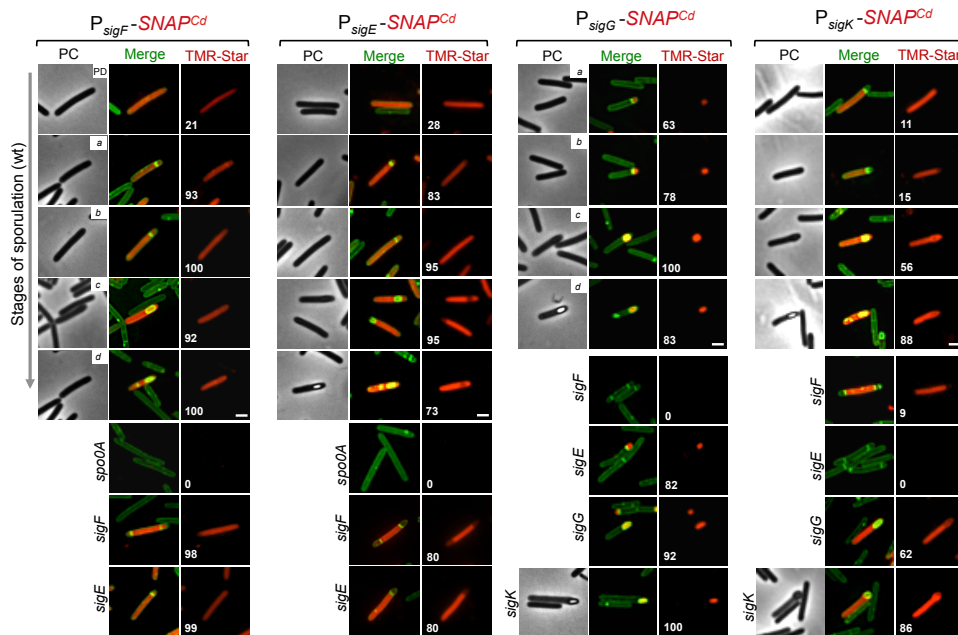 PsigF-SNAPCd PsigE-SNAPCd PsigG-SNAPCd PsigK-SNAPCd
PC Merge TMR-Star PC Merge TMR-Star PC Merge TMR-Star PC Merge TMR-Star
Stages of sporulation (wt)
PD 21 28 a 63 11
a 93 83 b 78 15
b 100 95 c 100 56
c 92 95 d 83 88
d 100 73 sigF 0 sigF 9
spo0A 0 spo0A 0 sigE 82 sigE 0
sigF 98 sigF 80 sigG 92 sigG 62
sigE 99 sigE 80 sigK 100 sigK 86